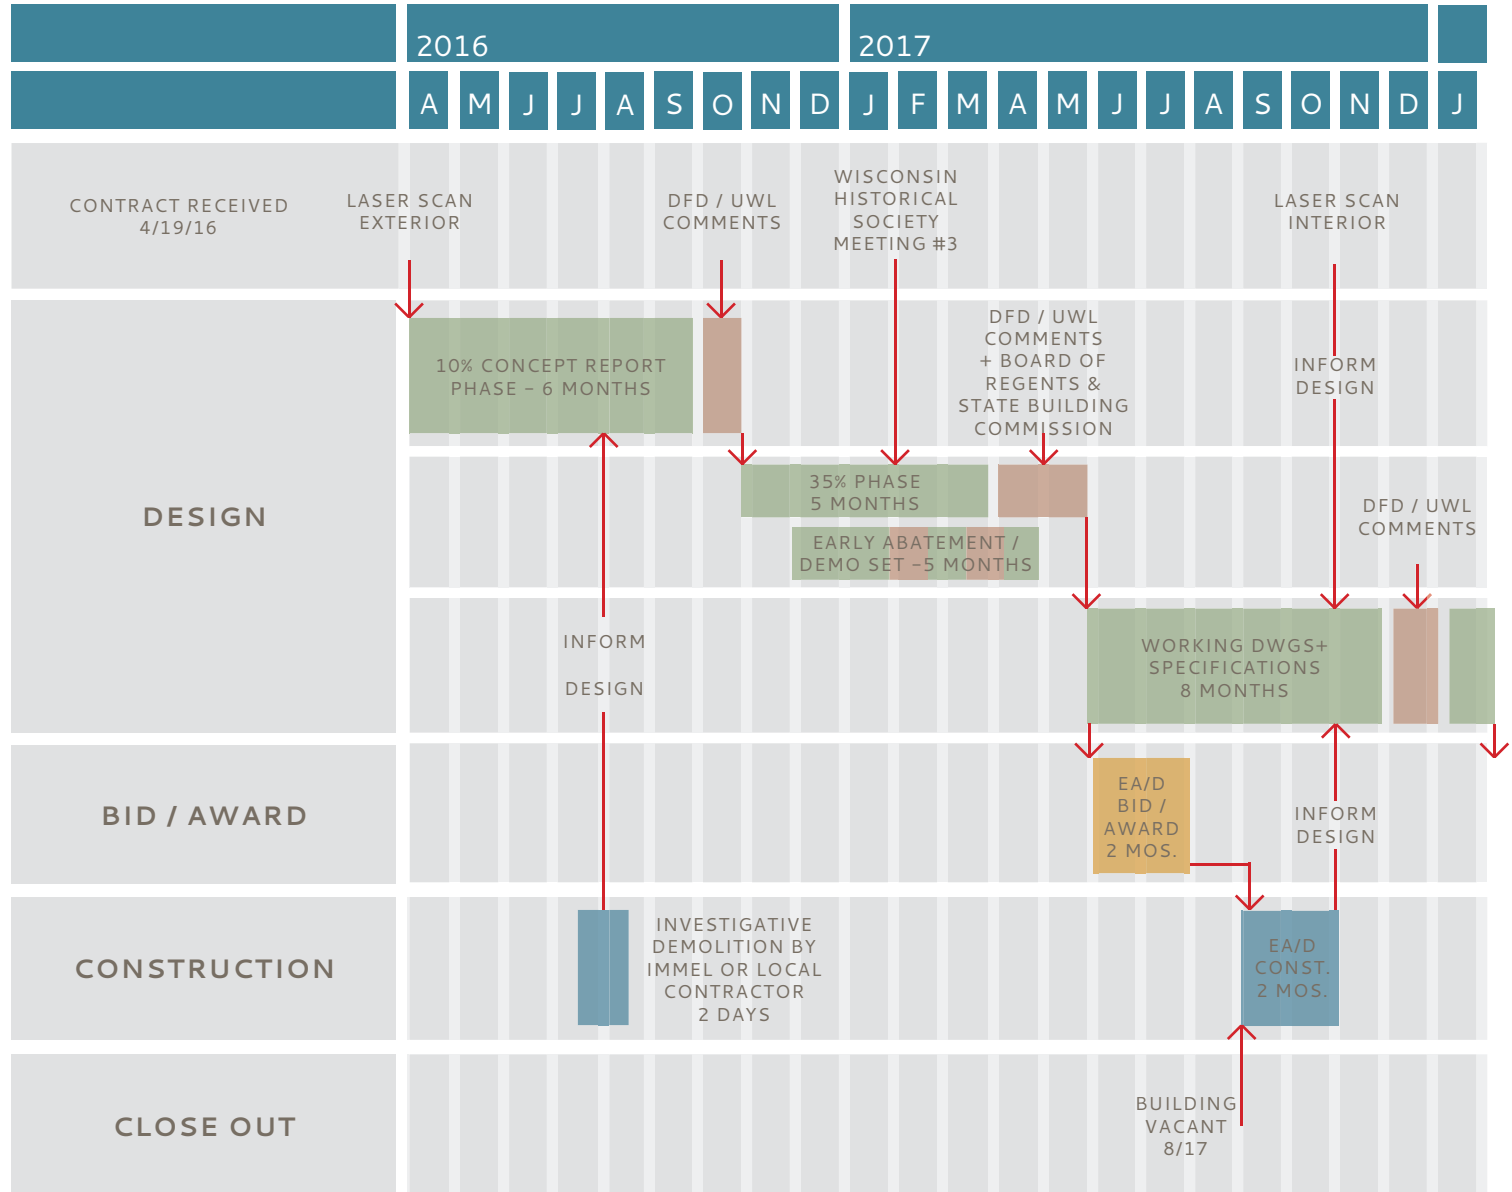 2016
2017
A M J J A S O N D J F M A M J J A S O N D J
CONTRACT RECEIVED
4/19/16
LASER SCAN
EXTERIOR
DFD / UWL
COMMENTS
WISCONSIN
HISTORICAL
SOCIETY
MEETING #3
LASER SCAN
INTERIOR
DESIGN
10% CONCEPT REPORT
PHASE – 6 MONTHS
DFD / UWL
COMMENTS
+ BOARD OF
REGENTS &
STATE BUILDING
COMMISSION
INFORM
DESIGN
35% PHASE
5 MONTHS
EARLY ABATEMENT /
DEMO SET –5 MONTHS
DFD / UWL
COMMENTS
INFORM
DESIGN
WORKING DWGS+
SPECIFICATIONS
8 MONTHS
BID / AWARD
EA/D
BID /
AWARD
2 MOS.
INFORM
DESIGN
CONSTRUCTION
INVESTIGATIVE
DEMOLITION BY
IMMEL OR LOCAL
CONTRACTOR
2 DAYS
EA/D
CONST.
2 MOS.
CLOSE OUT
BUILDING
VACANT
8/17